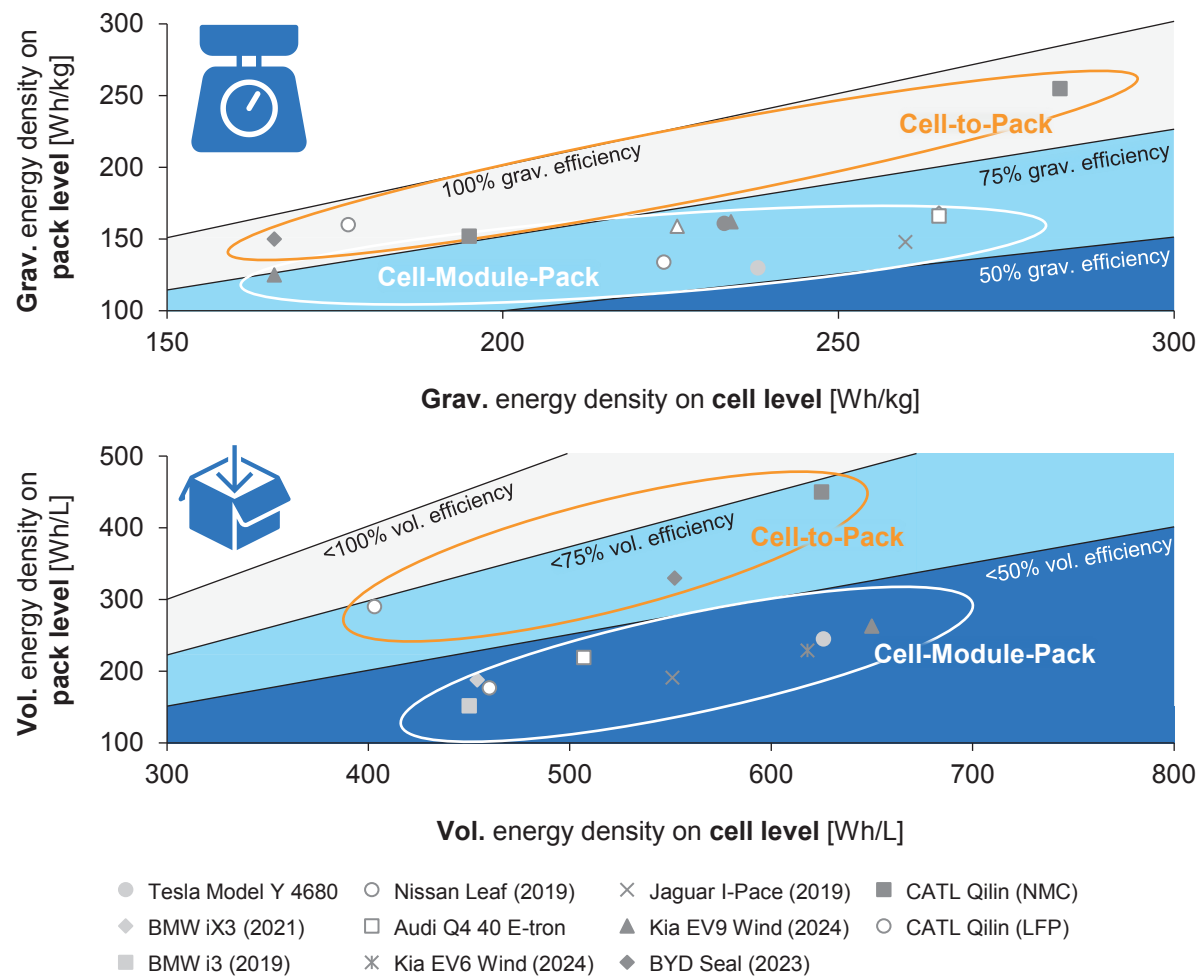 Grav. energy density on
pack level [Wh/kg]
300
250
200
150
100
100% grav. efficiency
Cell-to-Pack
75% grav. efficiency
Cell-Module-Pack
50% grav. efficiency
150 200 250 300
Grav. energy density on cell level [Wh/kg]
Vol. energy density on
pack level [Wh/L]
500
400
300
200
100
<100% vol. efficiency
<75% vol. efficiency
Cell-to-Pack
<50% vol. efficiency
Cell-Module-Pack
300 400 500 600 700 800
Vol. energy density on cell level [Wh/L]
Tesla Model Y 4680 Nissan Leaf (2019) Jaguar I-Pace (2019) CATL Qilin (NMC)
BMW iX3 (2021) Audi Q4 40 E-tron Kia EV9 Wind (2024) CATL Qilin (LFP)
BMW i3 (2019) Kia EV6 Wind (2024) BYD Seal (2023)